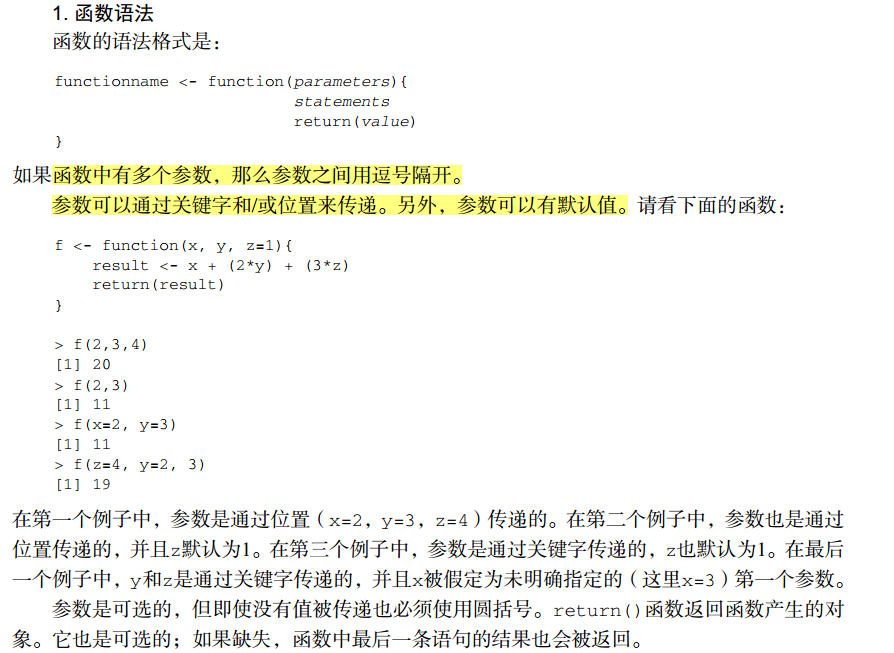 1. 函数语法
函数的语法格式是：
functionname <- function(parameters){
statements
return(value)
}
如果函数中有多个参数，那么参数之间用逗号隔开。
参数可以通过关键字和/或位置来传递。另外，参数可以有默认值。请看下面的函数：
f <- function(x, y, z=1){
result <- x + (2*y) + (3*z)
return(result)
}
> f(2,3,4)
[1] 20
> f(2,3)
[1] 11
> f(x=2, y=3)
[1] 11
> f(z=4, y=2, 3)
[1] 19
在第一个例子中，参数是通过位置（x=2，y=3，z=4）传递的。在第二个例子中，参数也是通过
位置传递的，并且z默认为1。在第三个例子中，参数是通过关键字传递的，z也默认为1。在最后
一个例子中，y和z是通过关键字传递的，并且x被假定为未明确指定的（这里x=3）第一个参数。
参数是可选的，但即使没有值被传递也必须使用圆括号。return()函数返回函数产生的对
象。它也是可选的；如果缺失，函数中最后一条语句的结果也会被返回。